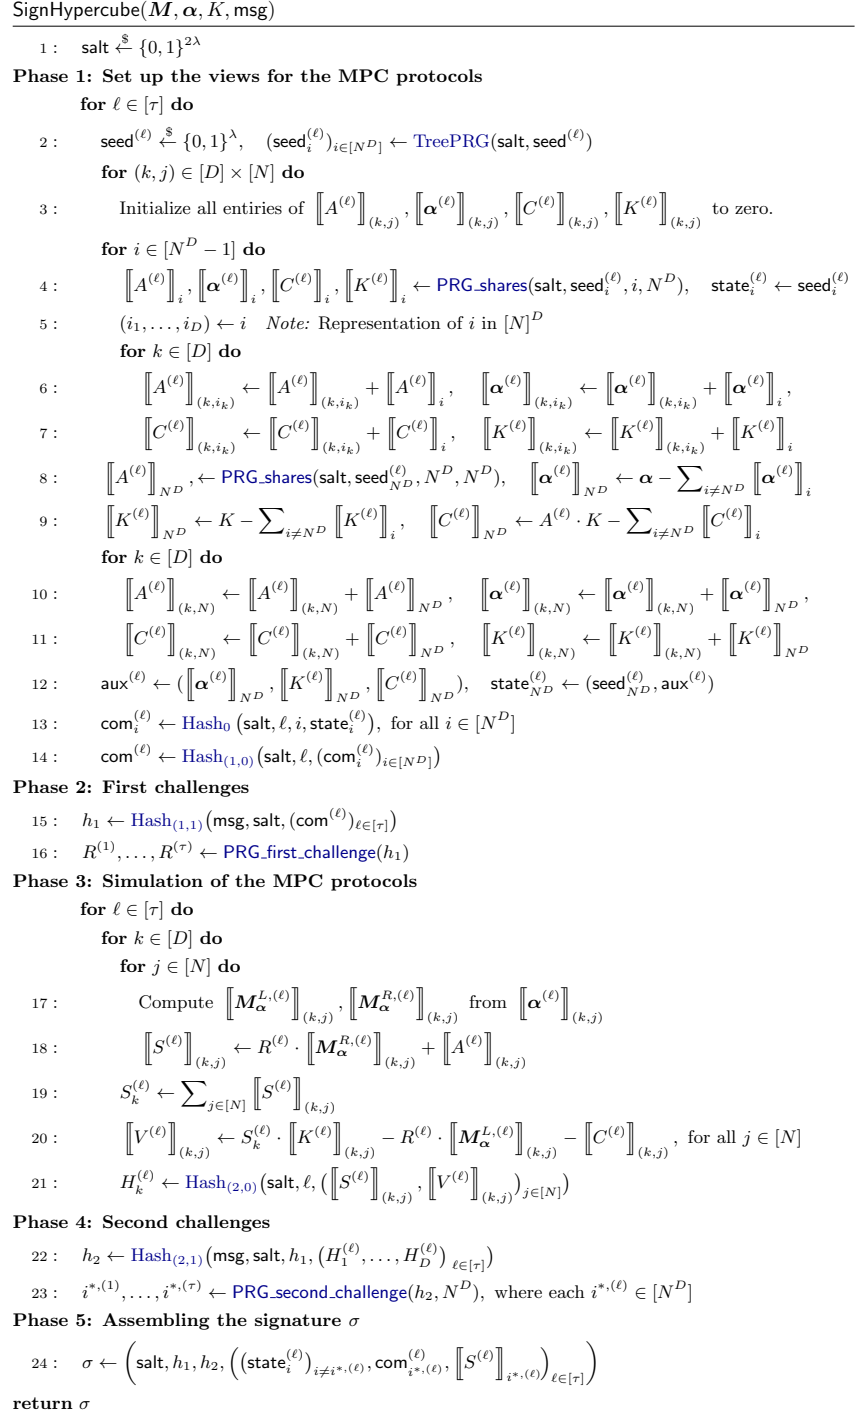 SignHypercube(M, α, K, msg)
1 : salt ←$ {0, 1}^{2λ}
Phase 1: Set up the views for the MPC protocols
for ℓ ∈ [τ] do
2 : seed^{(ℓ)} ←$ {0, 1}^λ, (seed_i^{(ℓ)})_{i∈[N^D]} ← TreePRG(salt, seed^{(ℓ)})
for (k, j) ∈ [D] × [N] do
3 : Initialize all entiries of ⟦A^{(ℓ)}⟧_{(k,j)}, ⟦α^{(ℓ)}⟧_{(k,j)}, ⟦C^{(ℓ)}⟧_{(k,j)}, ⟦K^{(ℓ)}⟧_{(k,j)} to zero.
for i ∈ [N^D − 1] do
4 : ⟦A^{(ℓ)}⟧_i, ⟦α^{(ℓ)}⟧_i, ⟦C^{(ℓ)}⟧_i, ⟦K^{(ℓ)}⟧_i ← PRG_shares(salt, seed_i^{(ℓ)}, i, N^D), state_i^{(ℓ)} ← seed_i^{(ℓ)}
5 : (i_1, . . . , i_D) ← i Note: Representation of i in [N]^D
for k ∈ [D] do
6 : ⟦A^{(ℓ)}⟧_{(k,i_k)} ← ⟦A^{(ℓ)}⟧_{(k,i_k)} + ⟦A^{(ℓ)}⟧_i, ⟦α^{(ℓ)}⟧_{(k,i_k)} ← ⟦α^{(ℓ)}⟧_{(k,i_k)} + ⟦α^{(ℓ)}⟧_i,
7 : ⟦C^{(ℓ)}⟧_{(k,i_k)} ← ⟦C^{(ℓ)}⟧_{(k,i_k)} + ⟦C^{(ℓ)}⟧_i, ⟦K^{(ℓ)}⟧_{(k,i_k)} ← ⟦K^{(ℓ)}⟧_{(k,i_k)} + ⟦K^{(ℓ)}⟧_i
8 : ⟦A^{(ℓ)}⟧_{N^D}, ← PRG_shares(salt, seed_{N^D}^{(ℓ)}, N^D, N^D), ⟦α^{(ℓ)}⟧_{N^D} ← α − ∑_{i≠N^D} ⟦α^{(ℓ)}⟧_i
9 : ⟦K^{(ℓ)}⟧_{N^D} ← K − ∑_{i≠N^D} ⟦K^{(ℓ)}⟧_i, ⟦C^{(ℓ)}⟧_{N^D} ← A^{(ℓ)} · K − ∑_{i≠N^D} ⟦C^{(ℓ)}⟧_i
for k ∈ [D] do
10 : ⟦A^{(ℓ)}⟧_{(k,N)} ← ⟦A^{(ℓ)}⟧_{(k,N)} + ⟦A^{(ℓ)}⟧_{N^D}, ⟦α^{(ℓ)}⟧_{(k,N)} ← ⟦α^{(ℓ)}⟧_{(k,N)} + ⟦α^{(ℓ)}⟧_{N^D},
11 : ⟦C^{(ℓ)}⟧_{(k,N)} ← ⟦C^{(ℓ)}⟧_{(k,N)} + ⟦C^{(ℓ)}⟧_{N^D}, ⟦K^{(ℓ)}⟧_{(k,N)} ← ⟦K^{(ℓ)}⟧_{(k,N)} + ⟦K^{(ℓ)}⟧_{N^D}
12 : aux^{(ℓ)} ← (⟦α^{(ℓ)}⟧_{N^D}, ⟦K^{(ℓ)}⟧_{N^D}, ⟦C^{(ℓ)}⟧_{N^D}), state_{N^D}^{(ℓ)} ← (seed_{N^D}^{(ℓ)}, aux^{(ℓ)})
13 : com_i^{(ℓ)} ← Hash_0 (salt, ℓ, i, state_i^{(ℓ)}), for all i ∈ [N^D]
14 : com^{(ℓ)} ← Hash_{(1,0)}(salt, ℓ, (com_i^{(ℓ)})_{i∈[N^D]})
Phase 2: First challenges
15 : h_1 ← Hash_{(1,1)}(msg, salt, (com^{(ℓ)})_{ℓ∈[τ]})
16 : R^{(1)}, . . . , R^{(τ)} ← PRG_first_challenge(h_1)
Phase 3: Simulation of the MPC protocols
for ℓ ∈ [τ] do
for k ∈ [D] do
for j ∈ [N] do
17 : Compute ⟦M_α^{L,(ℓ)}⟧_{(k,j)}, ⟦M_α^{R,(ℓ)}⟧_{(k,j)} from ⟦α^{(ℓ)}⟧_{(k,j)}
18 : ⟦S^{(ℓ)}⟧_{(k,j)} ← R^{(ℓ)} · ⟦M_α^{R,(ℓ)}⟧_{(k,j)} + ⟦A^{(ℓ)}⟧_{(k,j)}
19 : S_k^{(ℓ)} ← ∑_{j∈[N]} ⟦S^{(ℓ)}⟧_{(k,j)}
20 : ⟦V^{(ℓ)}⟧_{(k,j)} ← S_k^{(ℓ)} · ⟦K^{(ℓ)}⟧_{(k,j)} − R^{(ℓ)} · ⟦M_α^{L,(ℓ)}⟧_{(k,j)} − ⟦C^{(ℓ)}⟧_{(k,j)}, for all j ∈ [N]
21 : H_k^{(ℓ)} ← Hash_{(2,0)}(salt, ℓ, (⟦S^{(ℓ)}⟧_{(k,j)}, ⟦V^{(ℓ)}⟧_{(k,j)})_{j∈[N]})
Phase 4: Second challenges
22 : h_2 ← Hash_{(2,1)}(msg, salt, h_1, (H_1^{(ℓ)}, . . . , H_D^{(ℓ)})_{ℓ∈[τ]})
23 : i^{*,(1)}, . . . , i^{*,(τ)} ← PRG_second_challenge(h_2, N^D), where each i^{*,(ℓ)} ∈ [N^D]
Phase 5: Assembling the signature σ
24 : σ ← (salt, h_1, h_2, ((state_i^{(ℓ)})_{i≠i^{*,(ℓ)}}, com_{i^{*,(ℓ)}}^{(ℓ)}, ⟦S^{(ℓ)}⟧_{i^{*,(ℓ)}})_{ℓ∈[τ]})
return σ